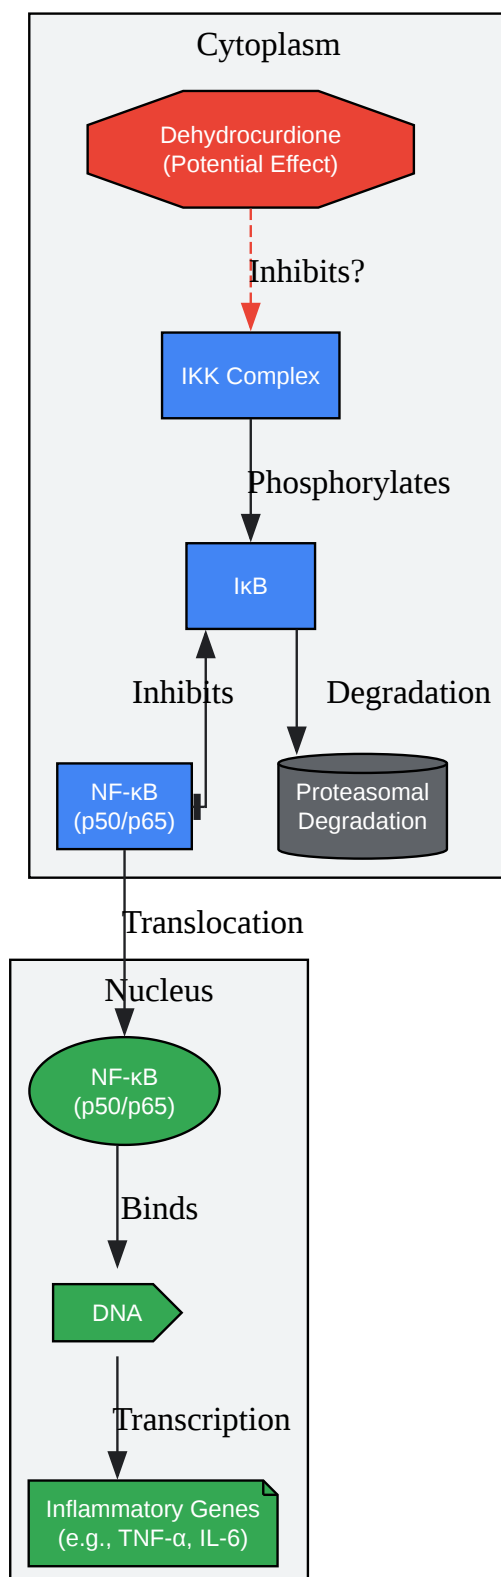 Cytoplasm
Dehydrocurdione
(Potential Effect)
Inhibits?
IKK Complex
Phosphorylates
IκB
Inhibits
Degradation
NF-κB
(p50/p65)
Proteasomal
Degradation
Translocation
Nucleus
NF-κB
(p50/p65)
Binds
DNA
Transcription
Inflammatory Genes
(e.g., TNF-α, IL-6)